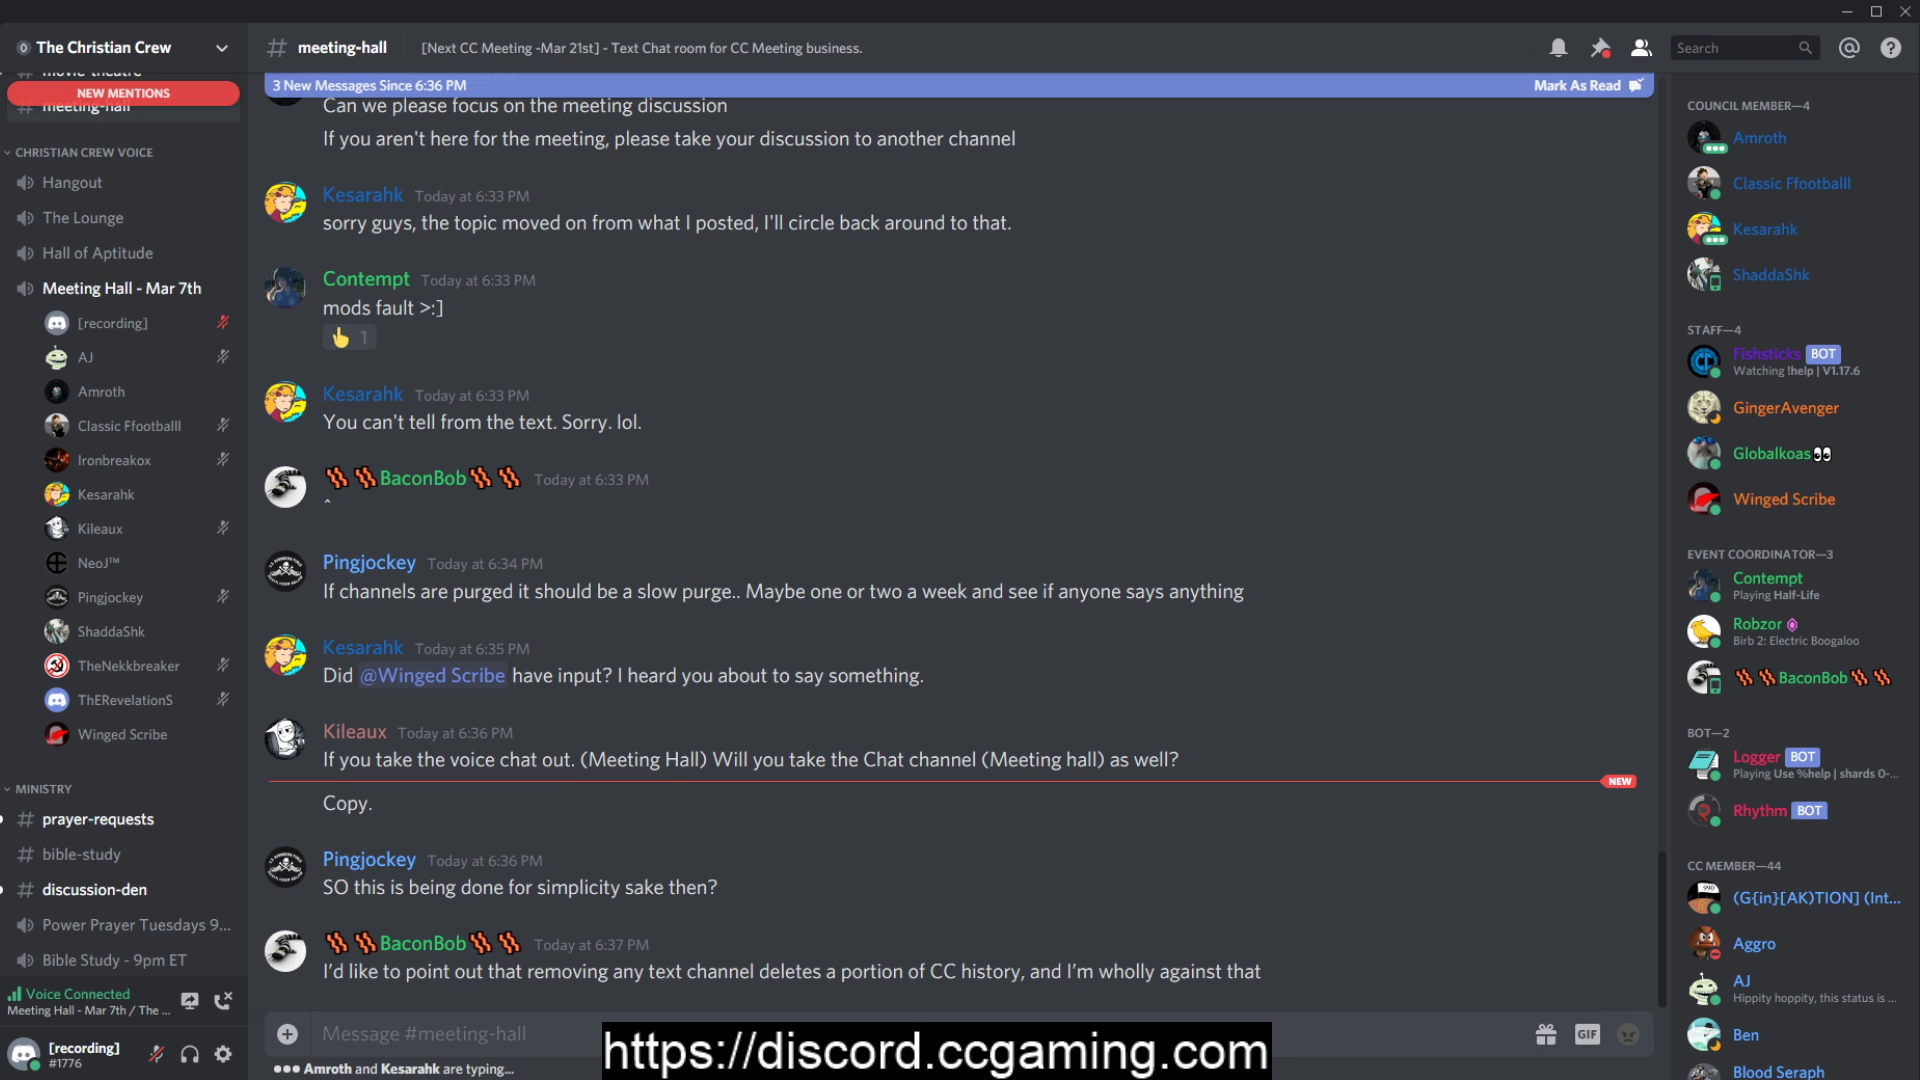 The Christian Crew
movie-theatre
NEW MENTIONS
meeting-hall
CHRISTIAN CREW VOICE
Hangout
The Lounge
Hall of Aptitude
Meeting Hall - Mar 7th
[recording]
AJ
Amroth
Classic Ffootballl
Ironbreakox
Kesarahk
Kileaux
NeoJ™
Pingjockey
ShaddaShk
TheNekkbreaker
ThERevelationS
Winged Scribe
MINISTRY
prayer-requests
bible-study
discussion-den
Power Prayer Tuesdays 9...
Bible Study - 9pm ET
Voice Connected
Meeting Hall - Mar 7th / The ...
[recording]
#1776
meeting-hall
[Next CC Meeting -Mar 21st] - Text Chat room for CC Meeting business.
Search
3 New Messages Since 6:36 PM
Mark As Read
Can we please focus on the meeting discussion
If you aren't here for the meeting, please take your discussion to another channel
Kesarahk Today at 6:33 PM
sorry guys, the topic moved on from what I posted, I'll circle back around to that.
Contempt Today at 6:33 PM
mods fault >:]
1
Kesarahk Today at 6:33 PM
You can't tell from the text. Sorry. lol.
BaconBob Today at 6:33 PM
^
Pingjockey Today at 6:34 PM
If channels are purged it should be a slow purge.. Maybe one or two a week and see if anyone says anything
Kesarahk Today at 6:35 PM
Did @Winged Scribe have input? I heard you about to say something.
Kileaux Today at 6:36 PM
If you take the voice chat out. (Meeting Hall) Will you take the Chat channel (Meeting hall) as well?
NEW
Copy.
Pingjockey Today at 6:36 PM
SO this is being done for simplicity sake then?
BaconBob Today at 6:37 PM
I'd like to point out that removing any text channel deletes a portion of CC history, and I'm wholly against that
Message #meeting-hall
GIF
Amroth and Kesarahk are typing...
https://discord.ccgaming.com
COUNCIL MEMBER—4
Amroth
Classic Ffootballl
Kesarahk
ShaddaShk
STAFF—4
Fishsticks BOT
Watching !help | V1.17.6
GingerAvenger
Globalkoas
Winged Scribe
EVENT COORDINATOR—3
Contempt
Playing Half-Life
Robzor
Birb 2: Electric Boogaloo
BaconBob
BOT—2
Logger BOT
Playing Use %help | shards 0-...
Rhythm BOT
CC MEMBER—44
(G{in}[AK)TION] (Int...
Aggro
AJ
Hippity hoppity, this status is ...
Ben
Blood Seraph